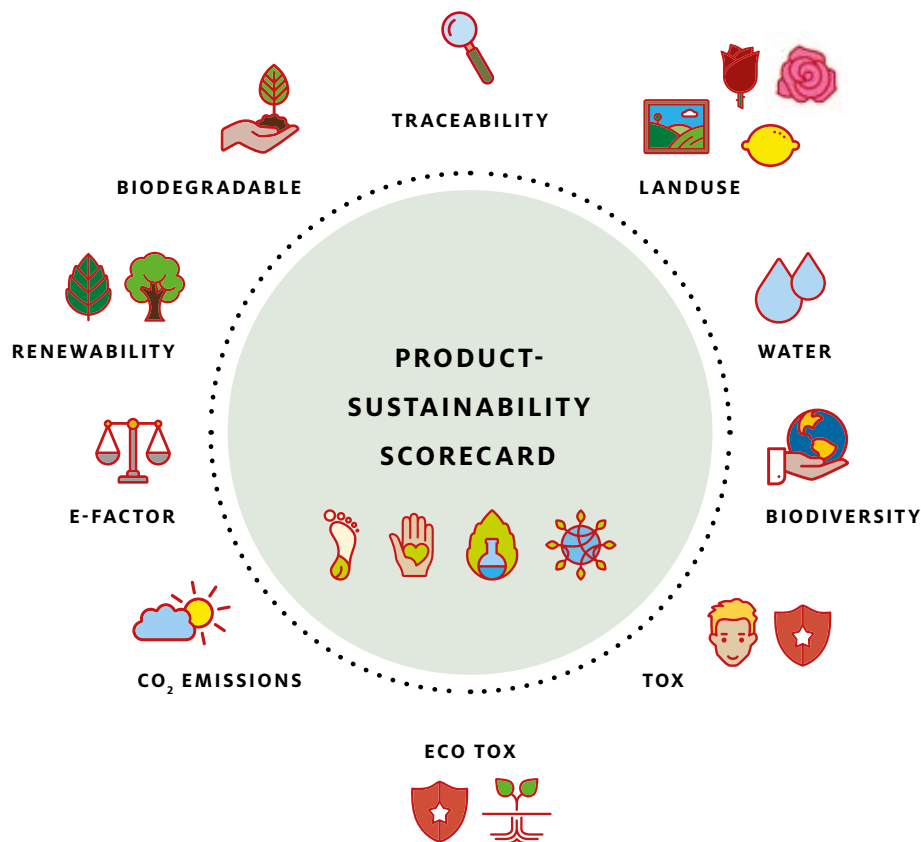 TRACEABILITY
BIODEGRADABLE
LANDUSE
RENEWABILITY
WATER
PRODUCT-
SUSTAINABILITY
SCORECARD
E-FACTOR
BIODIVERSITY
CO₂ EMISSIONS
TOX
ECO TOX